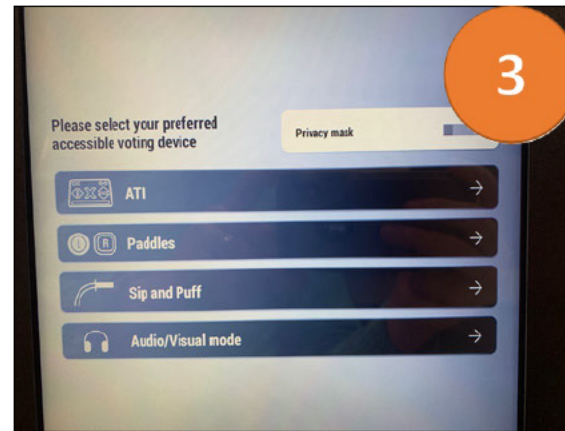 3
Please select your preferred
accessible voting device
Privacy mask
ATI
Paddles
L R
Sip and Puff
Audio/Visual mode